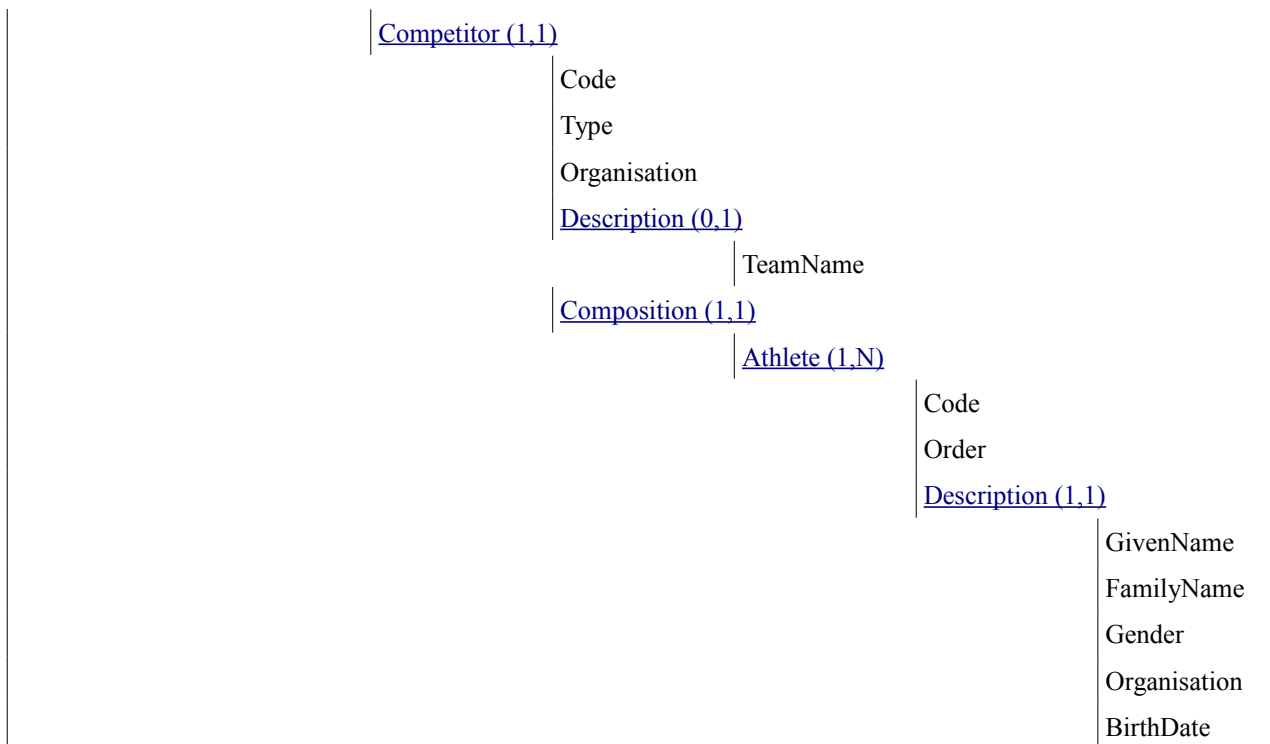 Competitor (1,1)
Code
Type
Organisation
Description (0,1)
TeamName
Composition (1,1)
Athlete (1,N)
Code
Order
Description (1,1)
GivenName
FamilyName
Gender
Organisation
BirthDate